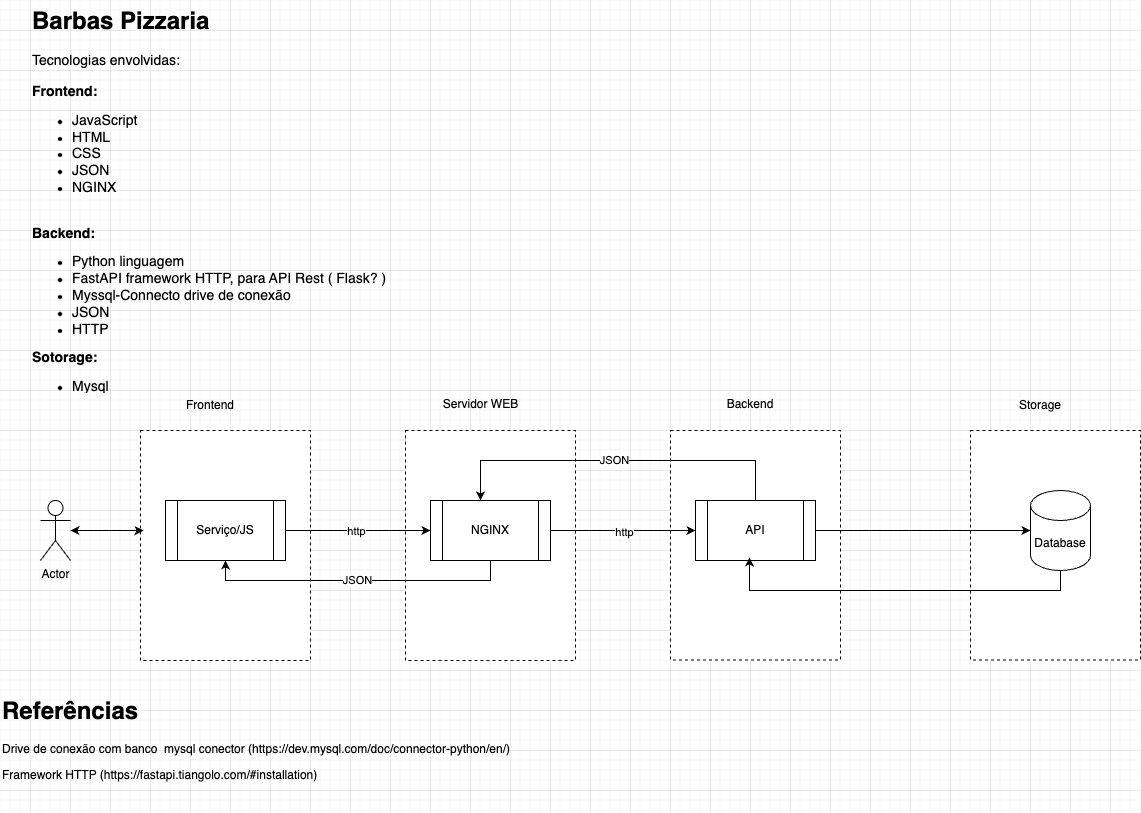 Barbas Pizzaria
Tecnologias envolvidas:
Frontend:
JavaScript
HTML
CSS
JSON
NGINX
Backend:
Python linguagem
FastAPI framework HTTP, para API Rest ( Flask? )
Myssql-Connecto drive de conexão
JSON
HTTP
Sotorage:
Mysql
Frontend
Servidor WEB
Backend
Storage
JSON
Serviço/JS
http
NGINX
http
API
Database
Actor
JSON
Referências
Drive de conexão com banco  mysql conector (https://dev.mysql.com/doc/connector-python/en/)
Framework HTTP (https://fastapi.tiangolo.com/#installation)